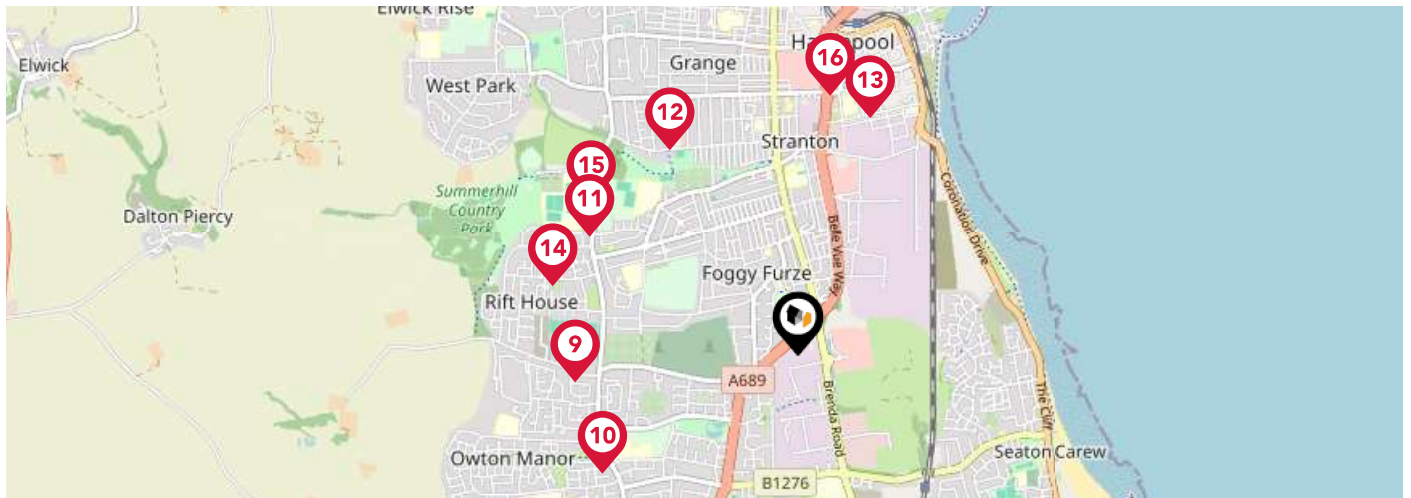 Elwick Rise
Elwick
West Park
Grange
16
13
12
Stranton
15
Summerhill
Country
Park
11
Dalton Piercy
14
Foggy Furze
Belle Vue Way
Coronation Drive
Rift House
9
A689
Brenda Road
The Cliff
10
Owton Manor
Seaton Carew
B1276